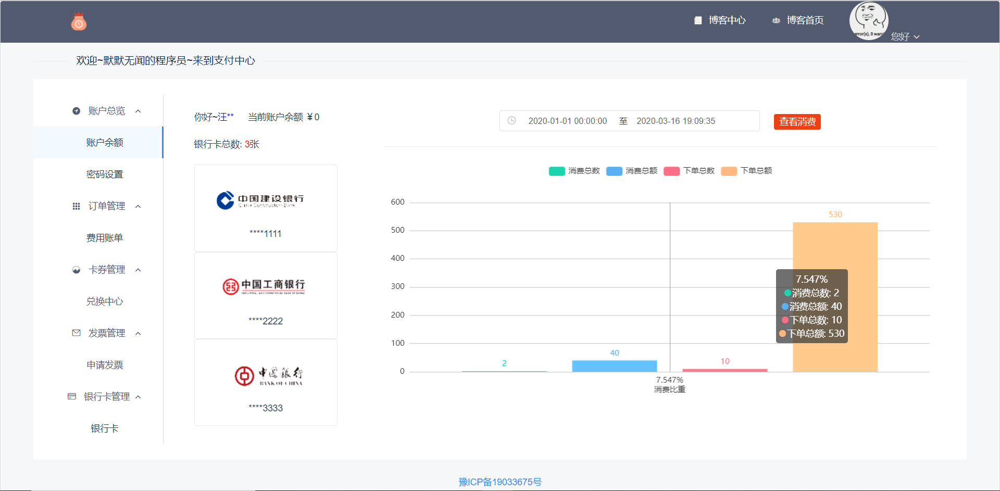 博客中心
博客首页
error(s), 0 warni
您好
欢迎~默默无闻的程序员~来到支付中心
账户总览
账户余额
密码设置
订单管理
费用账单
卡券管理
兑换中心
发票管理
申请发票
银行卡管理
银行卡
你好~汪** 当前账户余额 ¥0
银行卡总数: 3张
中国建设银行
China Construction Bank
****1111
中国工商银行
INDUSTRIAL AND COMMERCIAL BANK OF CHINA
****2222
中国银行
BANK OF CHINA
****3333
2020-01-01 00:00:00 至 2020-03-16 19:09:35
查看消费
消费总数 消费总额 下单总数 下单总额
600
500
400
300
200
100
0
2
40
10
530
7.547%
消费总数: 2
消费总额: 40
下单总数: 10
下单总额: 530
7.547%
消费比重
豫ICP备19033675号